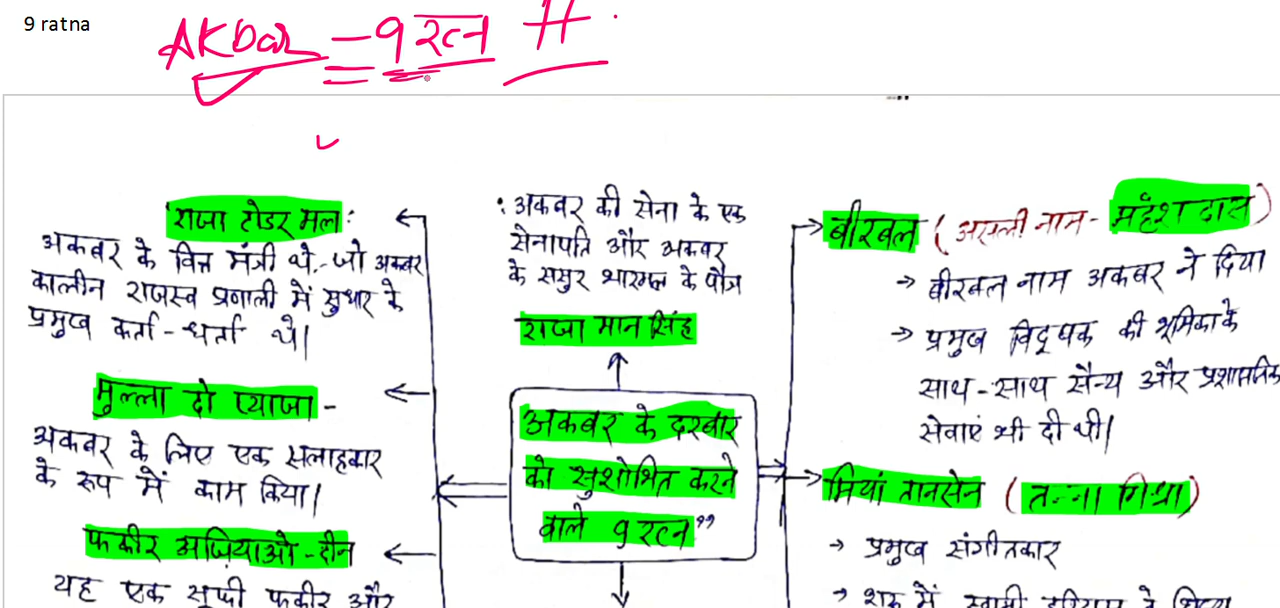 9 ratna
AKbar = 9 रत्न
राजा टोडर मल:
अकबर के वित्त मंत्री थे, जो अकबर
कालीन राजस्व प्रणाली में सुधार के
प्रमुख कर्ता-धर्ता थे।
मुल्ला दो प्याजा -
अकबर के लिए एक सलाहकार
के रूप में काम किया।
फकीर अजियाओ-दीन
यह एक सूफी फकीर और
: अकबर की सेना के एक
सेनापति और अकबर
के ससुर भारमल के पौत्र
राजा मान सिंह
अकबर के दरबार
को सुशोभित करने
वाले 9 रत्न"
बीरबल (असली नाम - महेश दास)
→ बीरबल नाम अकबर ने दिया
→ प्रमुख विदूषक की भूमिका के
साथ-साथ सैन्य और प्रशासनिक
सेवाएं भी दी थी।
मियां तानसेन (तन्ना मिश्रा)
→ प्रमुख संगीतकार
→ शुरू में स्वामी हरिदास के शिष्य